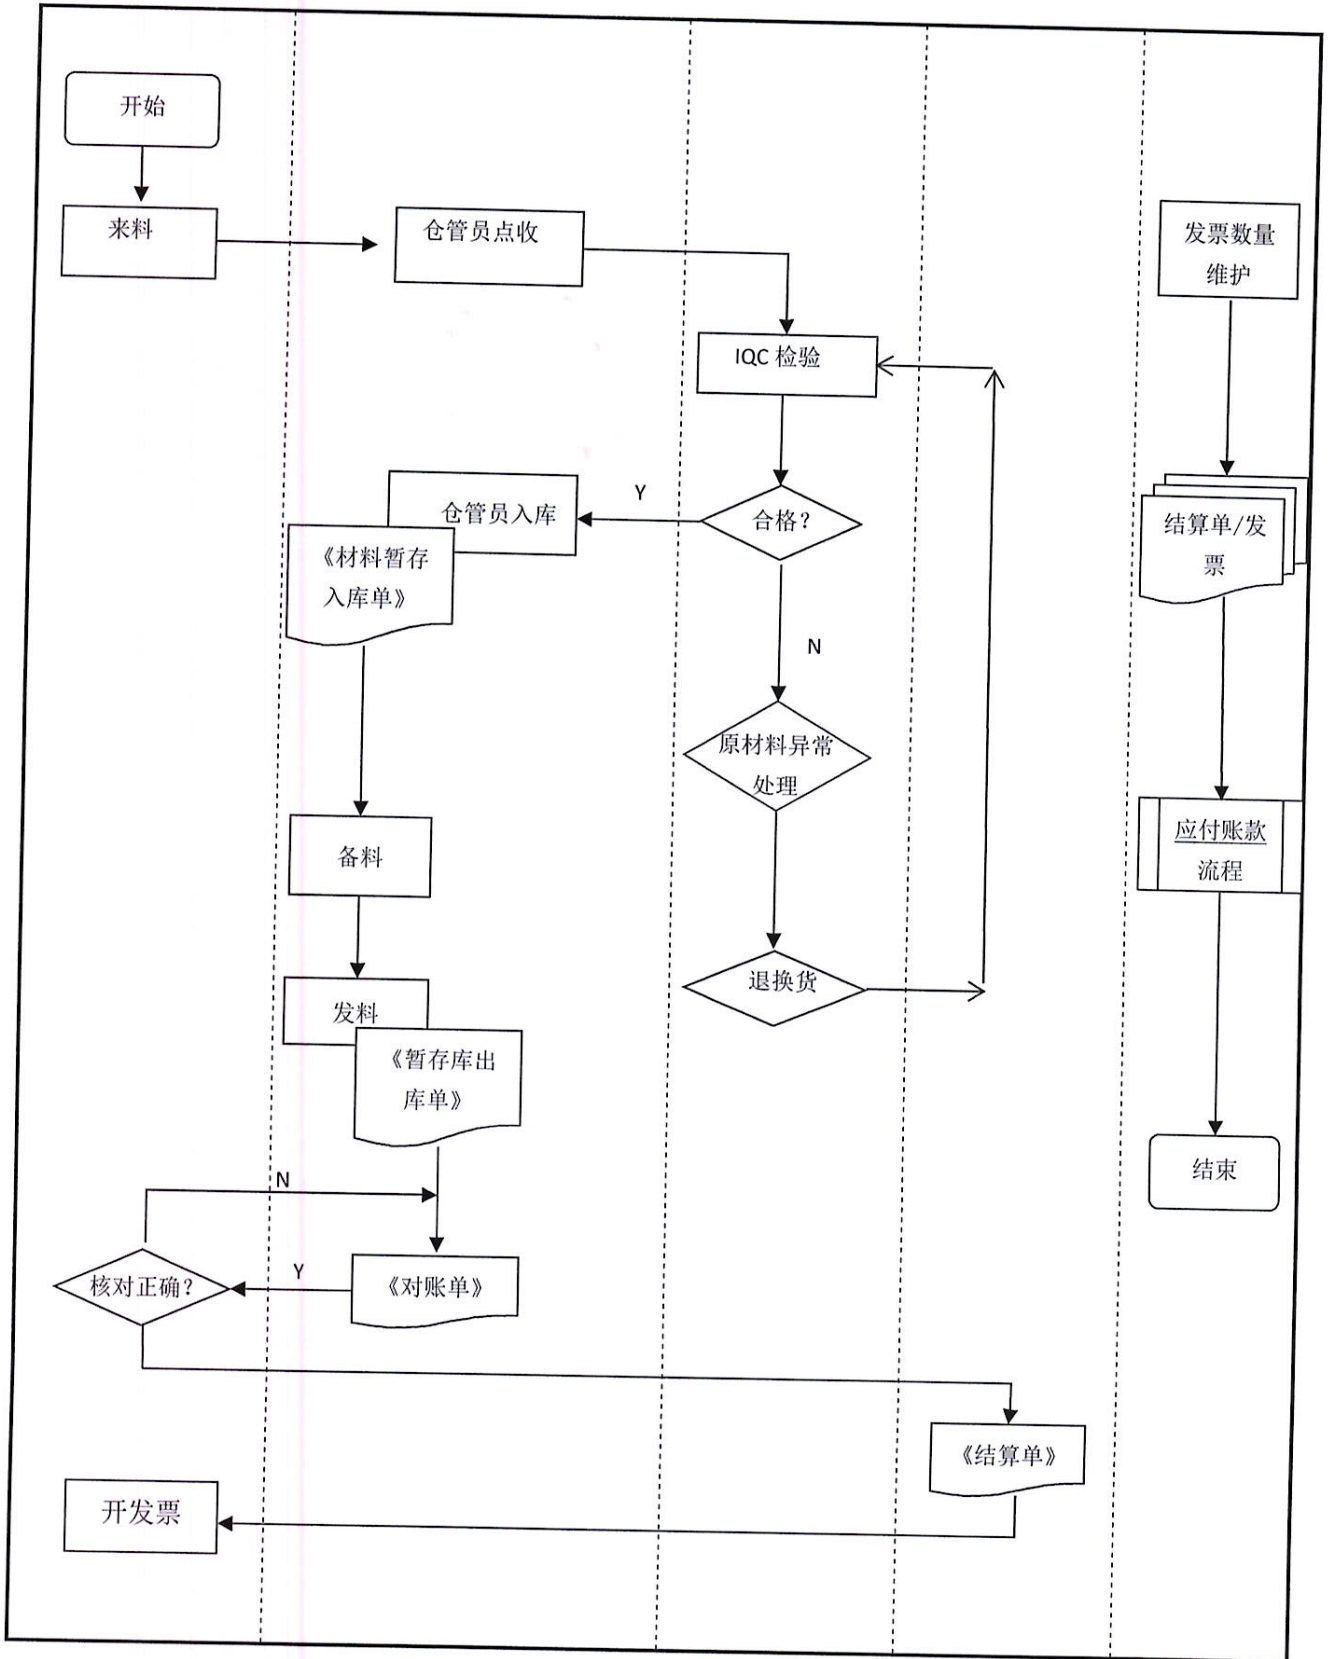 开始
来料
仓管员点收
发票数量
维护
IQC 检验
Y
仓管员入库
合格?
结算单/发
票
《材料暂存
入库单》
N
原材料异常
处理
备料
应付账款
流程
退换货
发料
《暂存库出
库单》
结束
N
核对正确?
Y
《对账单》
《结算单》
开发票